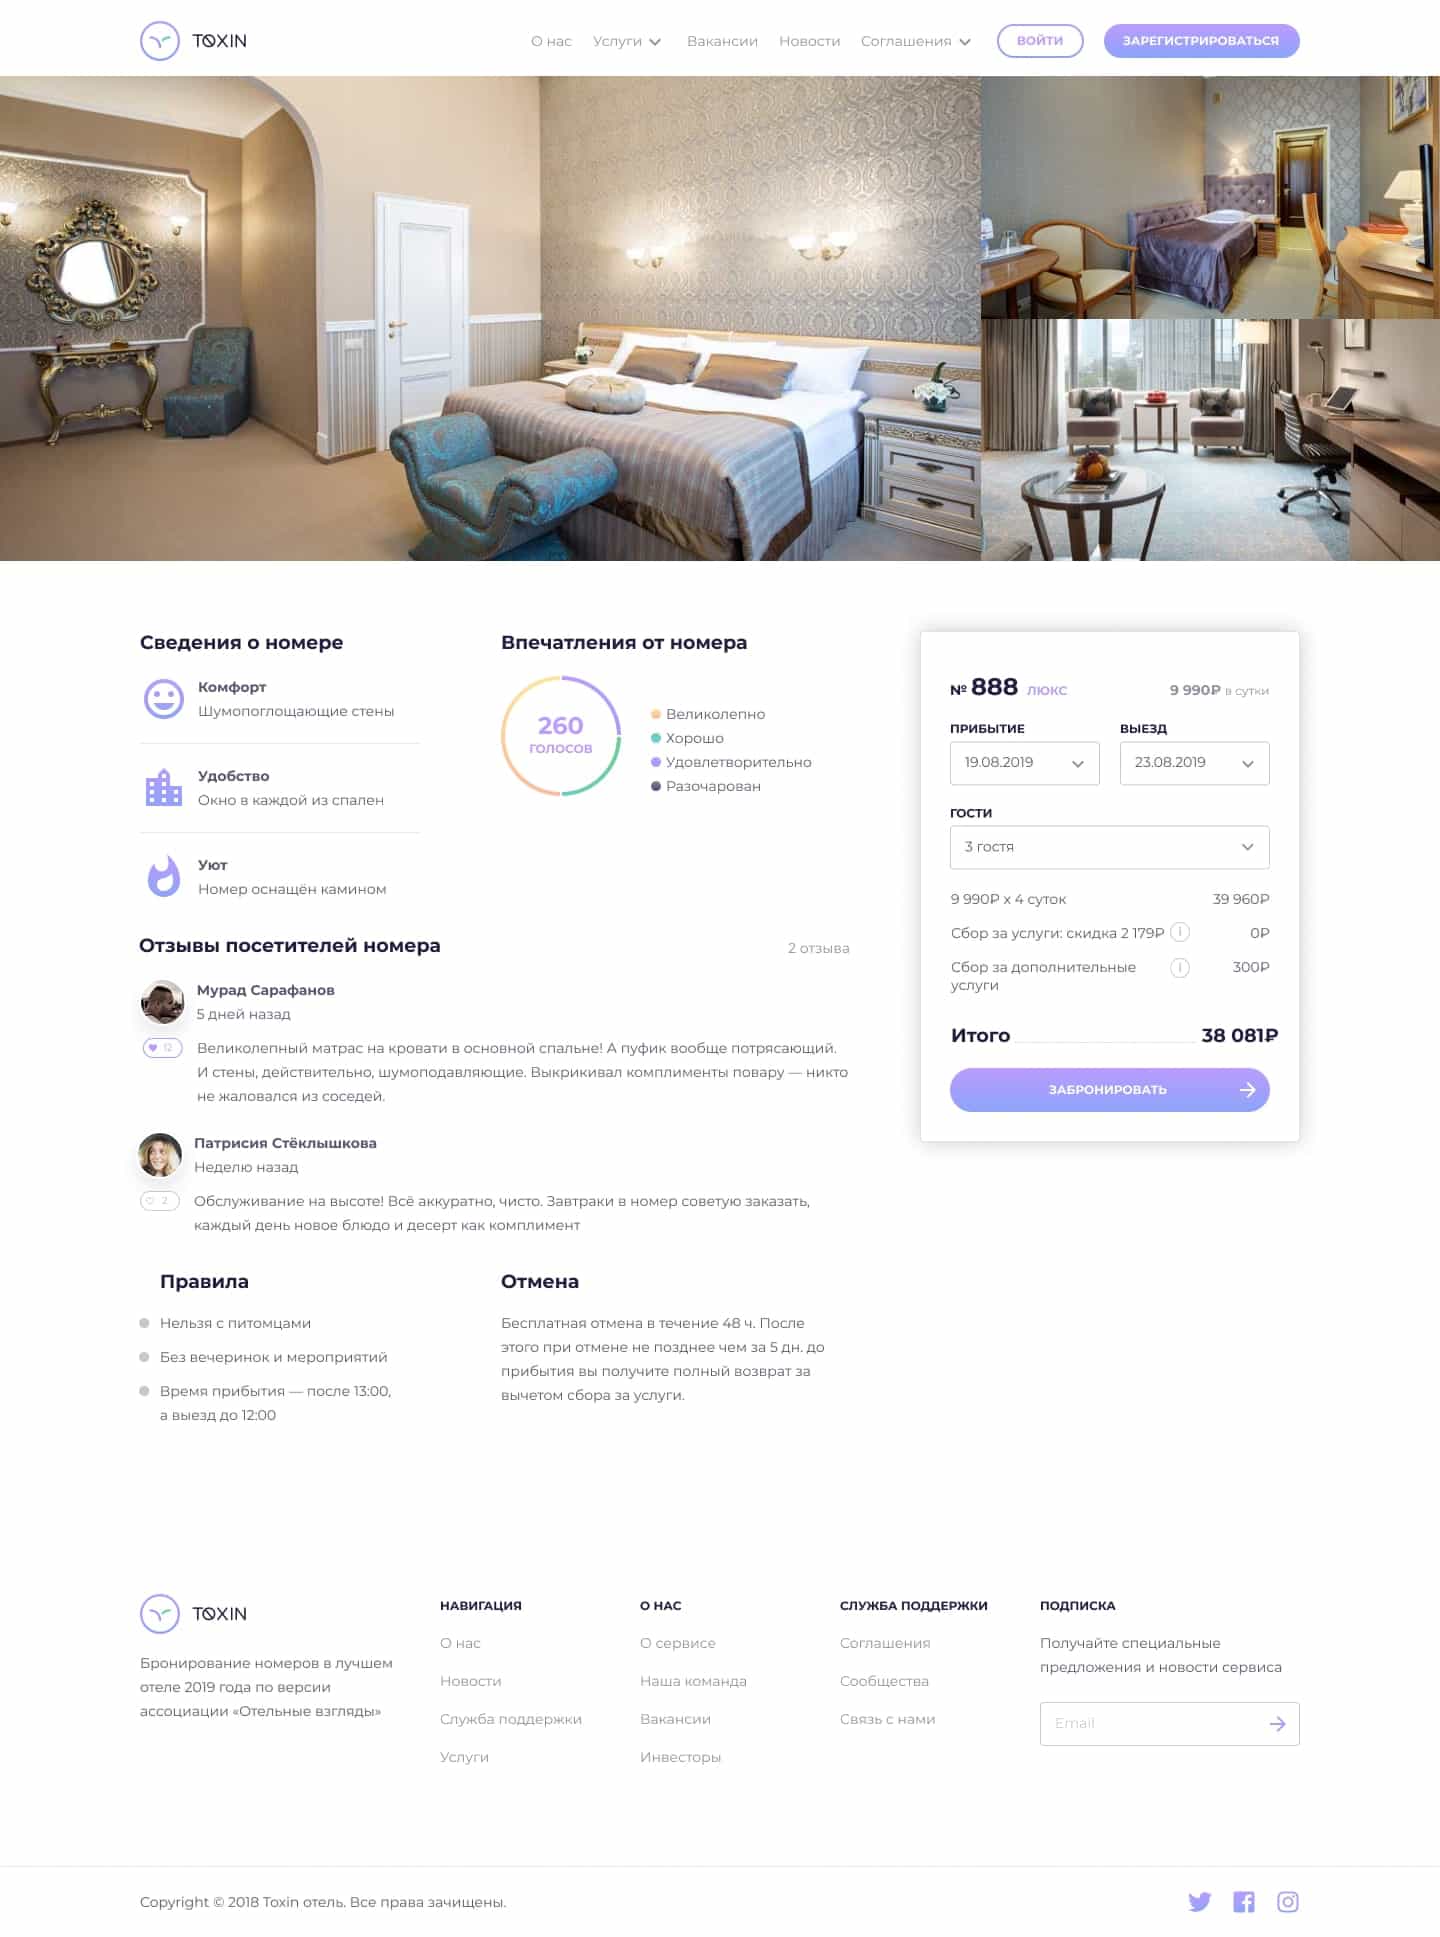 TOXIN
О нас Услуги Вакансии Новости Соглашения ВОЙТИ ЗАРЕГИСТРИРОВАТЬСЯ
Сведения о номере
Комфорт
Шумопоглощающие стены
Удобство
Окно в каждой из спален
Уют
Номер оснащён камином
Впечатления от номера
260
ГОЛОСОВ
Великолепно
Хорошо
Удовлетворительно
Разочарован
№ 888 ЛЮКС 9 990₽ в сутки
ПРИБЫТИЕ ВЫЕЗД
19.08.2019 23.08.2019
ГОСТИ
3 гостя
9 990₽ х 4 суток 39 960₽
Сбор за услуги: скидка 2 179₽ i 0₽
Сбор за дополнительные i 300₽
услуги
Итого 38 081₽
ЗАБРОНИРОВАТЬ
Отзывы посетителей номера 2 отзыва
Мурад Сарафанов
5 дней назад
12
Великолепный матрас на кровати в основной спальне! А пуфик вообще потрясающий.
И стены, действительно, шумоподавляющие. Выкрикивал комплименты повару — никто
не жаловался из соседей.
Патрисия Стёклышкова
Неделю назад
2
Обслуживание на высоте! Всё аккуратно, чисто. Завтраки в номер советую заказать,
каждый день новое блюдо и десерт как комплимент
Правила
Нельзя с питомцами
Без вечеринок и мероприятий
Время прибытия — после 13:00,
а выезд до 12:00
Отмена
Бесплатная отмена в течение 48 ч. После
этого при отмене не позднее чем за 5 дн. до
прибытия вы получите полный возврат за
вычетом сбора за услуги.
TOXIN
Бронирование номеров в лучшем
отеле 2019 года по версии
ассоциации «Отельные взгляды»
НАВИГАЦИЯ
О нас
Новости
Служба поддержки
Услуги
О НАС
О сервисе
Наша команда
Вакансии
Инвесторы
СЛУЖБА ПОДДЕРЖКИ
Соглашения
Сообщества
Связь с нами
ПОДПИСКА
Получайте специальные
предложения и новости сервиса
Email
Copyright © 2018 Toxin отель. Все права зачищены.